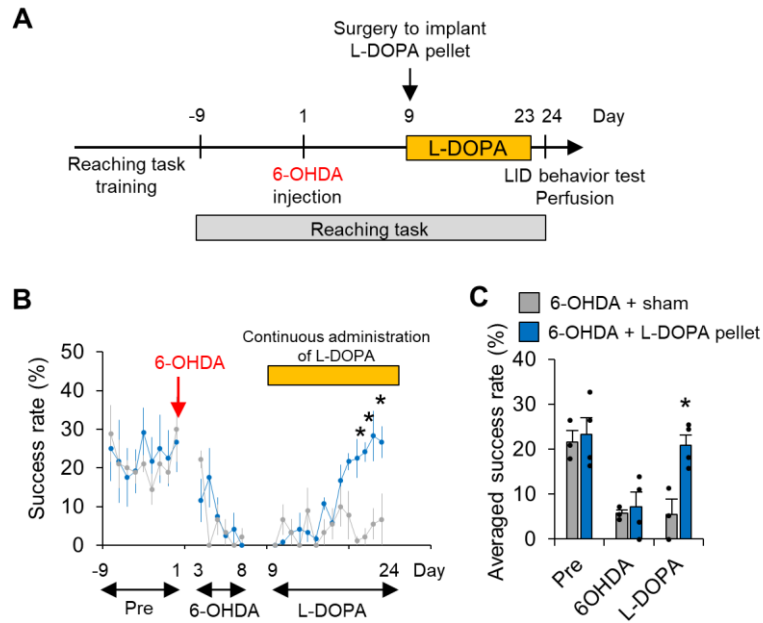 A
Surgery to implant
L-DOPA pellet
-9 1 9 23 24 Day
L-DOPA
Reaching task
training
6-OHDA
injection
LID behavior test
Perfusion
Reaching task
B
Success rate (%)
50
40
30
20
10
0
6-OHDA
Continuous administration
of L-DOPA
* * *
-9 1 3 8 9 24 Day
Pre 6-OHDA L-DOPA
C
6-OHDA + sham
6-OHDA + L-DOPA pellet
Averaged success rate (%)
40
30
20
10
0
*
Pre
6OHDA
L-DOPA